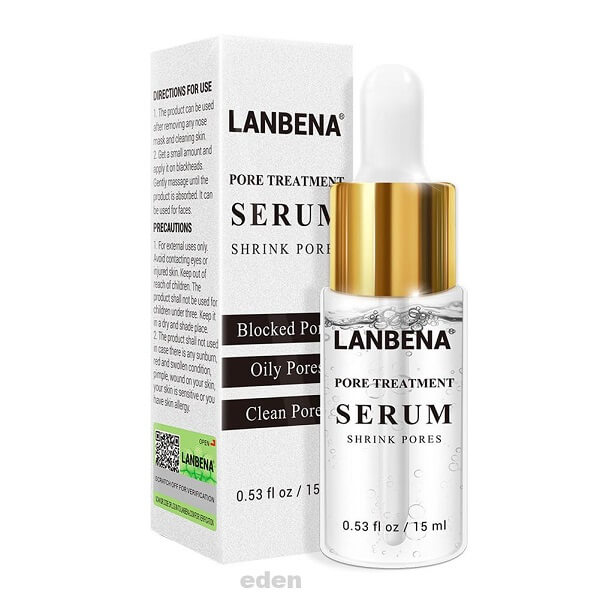 DIRECTIONS FOR USE
1. The product can be used
after removing any nose
mask and cleaning skin.
2. Get a small amount and
apply it on blackheads.
Gently massage until the
product is absorbed. It can
be used for faces.
PRECAUTIONS
1. For external uses only.
Avoid contacting eyes or
injured skin. Keep out of
reach of children. The
product shall not be used for
children under three. Keep it
in a dry and shade place.
2. The product shall not used
in case there is any sunburn,
red and swollen condition,
pimple, wound on your skin,
your skin is sensitive or you
have skin allergy.
OPEN
LANBENA
SCRATCH OFF FOR VERIFICATION
LANBENA®
PORE TREATMENT
SERUM
SHRINK PORES
Blocked Por
Oily Pores
Clean Pore
0.53 fl oz / 15
LANBENA®
PORE TREATMENT
SERUM
SHRINK PORES
0.53 fl oz / 15 ml
eden